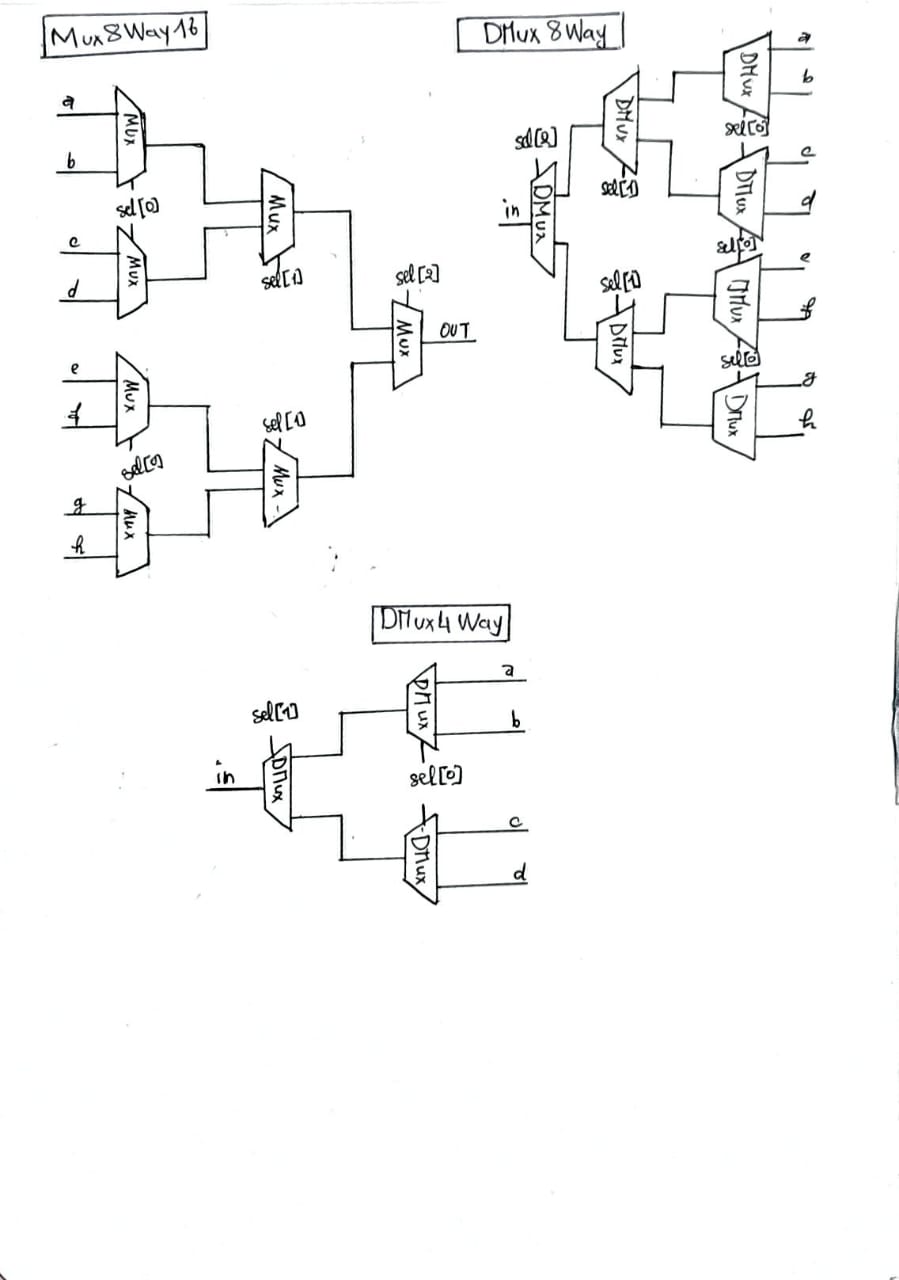 Mux8Way16
a
Mux
b
sel[0]
c
Mux
d
Mux
sel[1]
sel[2]
Mux
OUT
e
Mux
f
sel[0]
g
Mux
h
sel[1]
Mux
DMux 8Way
in
sel[2]
DMux
DMux
sel[1]
DMux
a
b
sel[0]
DMux
c
d
sel[0]
sel[1]
DMux
DMux
e
f
sel[0]
DMux
g
h
DMux4 Way
in
sel[1]
DMux
DMux
a
b
sel[0]
DMux
c
d